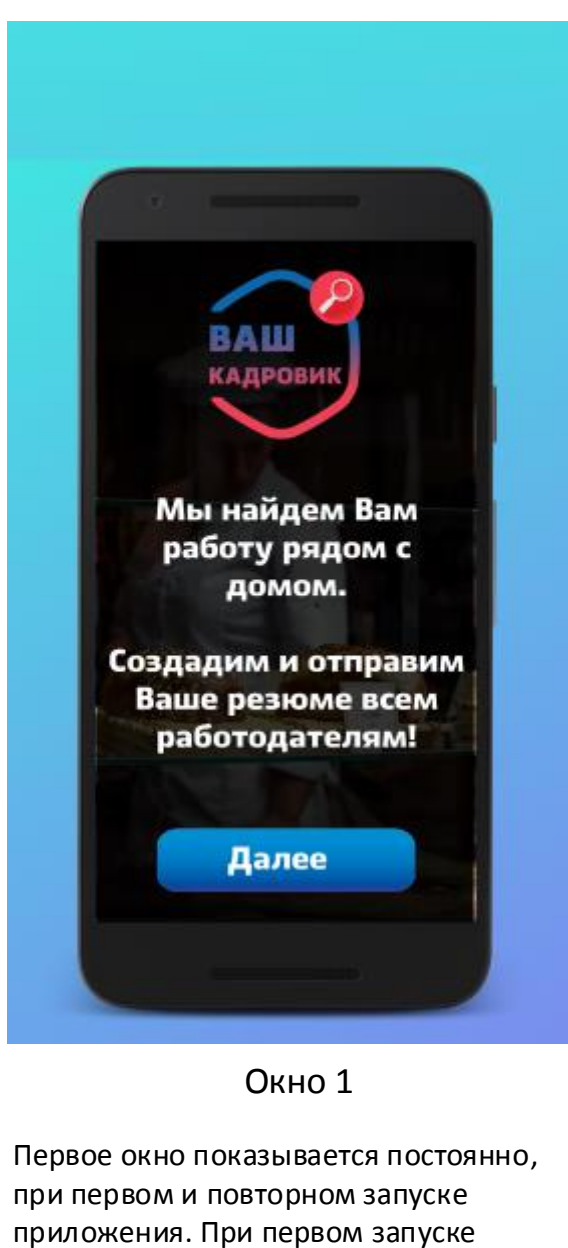 ВАШ
КАДРОВИК
Мы найдем Вам
работу рядом с
домом.
Создадим и отправим
Ваше резюме всем
работодателям!
Далее
Окно 1
Первое окно показывается постоянно,
при первом и повторном запуске
приложения. При первом запуске